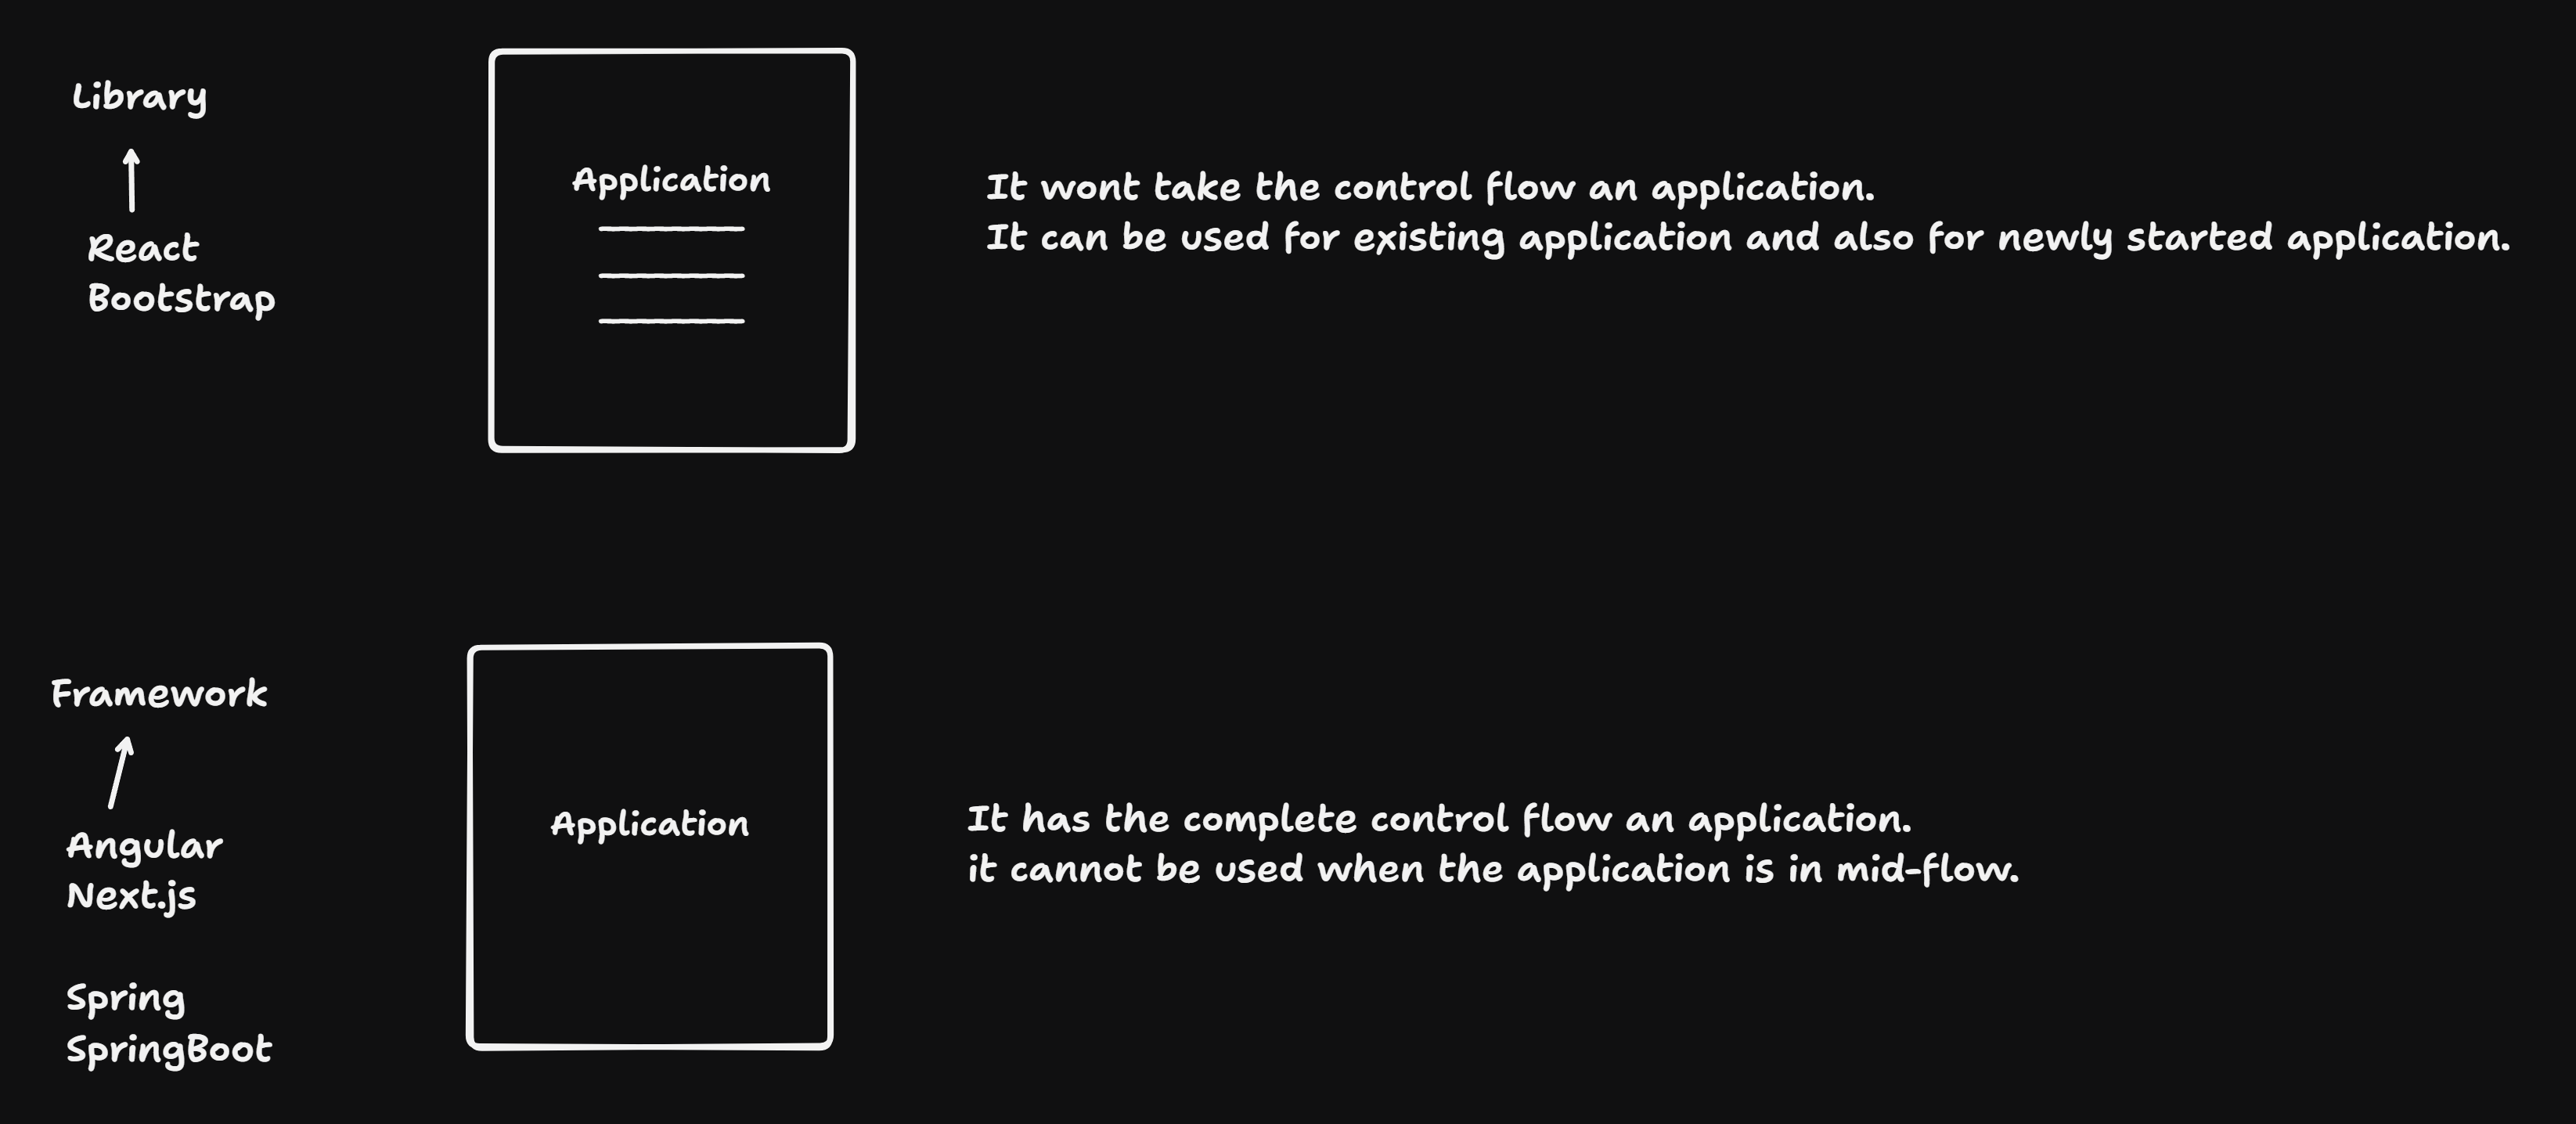 Library
React
Bootstrap
Application
It wont take the control flow an application.
It can be used for existing application and also for newly started application.
Framework
Angular
Next.js
Spring
SpringBoot
Application
It has the complete control flow an application.
it cannot be used when the application is in mid-flow.